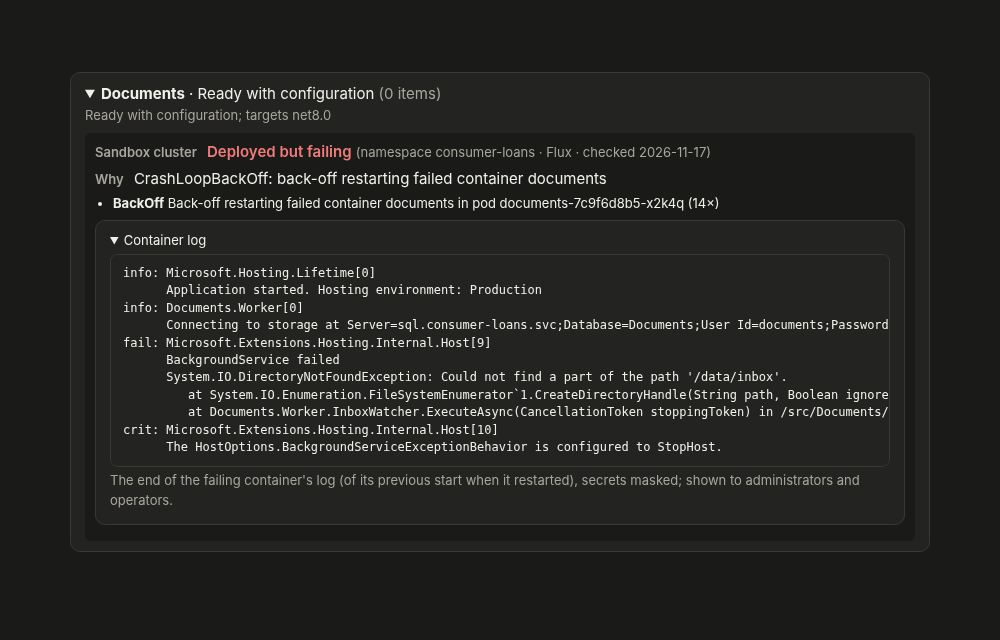 ▼ Documents · Ready with configuration (0 items)
Ready with configuration; targets net8.0
Sandbox cluster Deployed but failing (namespace consumer-loans · Flux · checked 2026-11-17)
Why CrashLoopBackOff: back-off restarting failed container documents
• BackOff Back-off restarting failed container documents in pod documents-7c9f6d8b5-x2k4q (14×)
▼ Container log
info: Microsoft.Hosting.Lifetime[0]
      Application started. Hosting environment: Production
info: Documents.Worker[0]
      Connecting to storage at Server=sql.consumer-loans.svc;Database=Documents;User Id=documents;Password
fail: Microsoft.Extensions.Hosting.Internal.Host[9]
      BackgroundService failed
      System.IO.DirectoryNotFoundException: Could not find a part of the path '/data/inbox'.
         at System.IO.Enumeration.FileSystemEnumerator`1.CreateDirectoryHandle(String path, Boolean ignore
         at Documents.Worker.InboxWatcher.ExecuteAsync(CancellationToken stoppingToken) in /src/Documents/
crit: Microsoft.Extensions.Hosting.Internal.Host[10]
      The HostOptions.BackgroundServiceExceptionBehavior is configured to StopHost.
The end of the failing container's log (of its previous start when it restarted), secrets masked; shown to administrators and
operators.